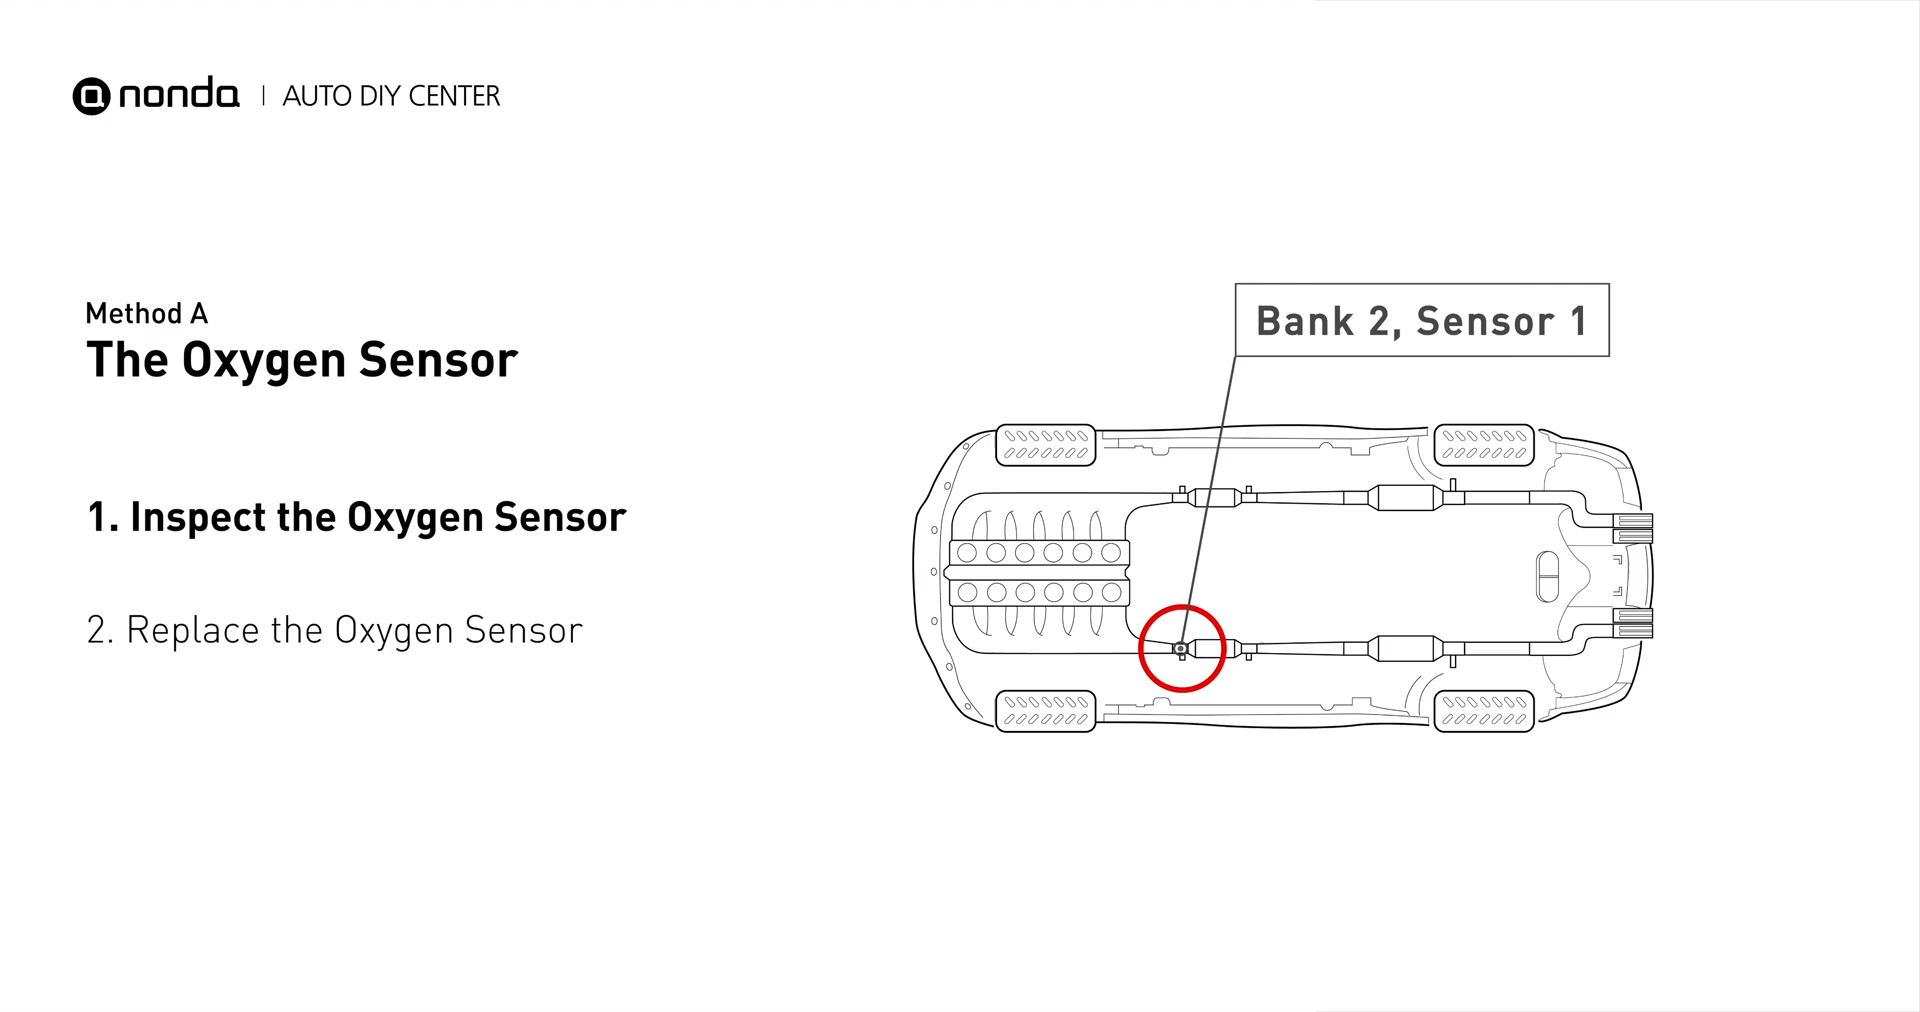 nonda | AUTO DIY CENTER
Method A
The Oxygen Sensor
1. Inspect the Oxygen Sensor
2. Replace the Oxygen Sensor
Bank 2, Sensor 1